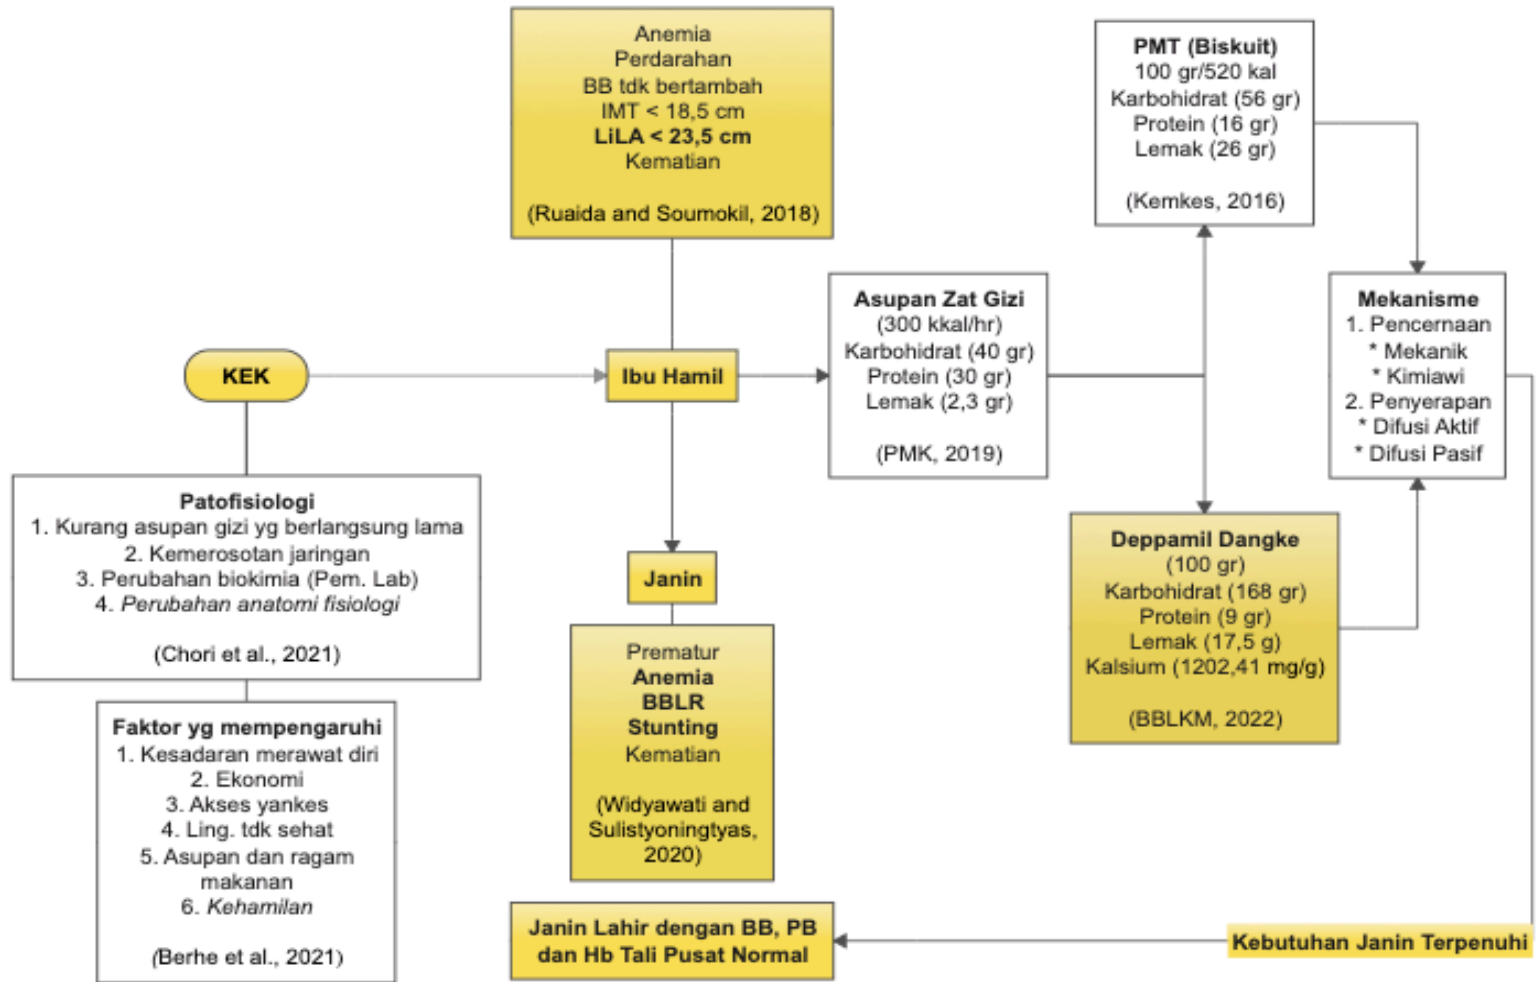 Anemia
Perdarahan
BB tdk bertambah
IMT < 18,5 cm
LiLA < 23,5 cm
Kematian
(Ruaida and Soumokil, 2018)
PMT (Biskuit)
100 gr/520 kal
Karbohidrat (56 gr)
Protein (16 gr)
Lemak (26 gr)
(Kemkes, 2016)
KEK
Ibu Hamil
Asupan Zat Gizi
(300 kkal/hr)
Karbohidrat (40 gr)
Protein (30 gr)
Lemak (2,3 gr)
(PMK, 2019)
Mekanisme
1. Pencernaan
* Mekanik
* Kimiawi
2. Penyerapan
* Difusi Aktif
* Difusi Pasif
Patofisiologi
1. Kurang asupan gizi yg berlangsung lama
2. Kemerosotan jaringan
3. Perubahan biokimia (Pem. Lab)
4. Perubahan anatomi fisiologi
(Chori et al., 2021)
Janin
Deppamil Dangke
(100 gr)
Karbohidrat (168 gr)
Protein (9 gr)
Lemak (17,5 g)
Kalsium (1202,41 mg/g)
(BBLKM, 2022)
Prematur
Anemia
BBLR
Stunting
Kematian
(Widyawati and
Sulistyoningtyas,
2020)
Faktor yg mempengaruhi
1. Kesadaran merawat diri
2. Ekonomi
3. Akses yankes
4. Ling. tdk sehat
5. Asupan dan ragam
makanan
6. Kehamilan
(Berhe et al., 2021)
Janin Lahir dengan BB, PB
dan Hb Tali Pusat Normal
Kebutuhan Janin Terpenuhi